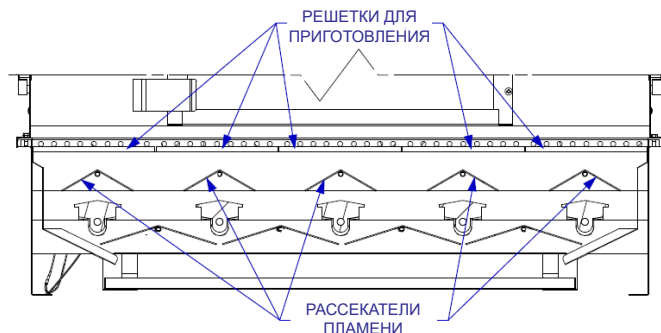 РЕШЕТКИ ДЛЯ
ПРИГОТОВЛЕНИЯ
РАССЕКАТЕЛИ
ПЛАМЕНИ